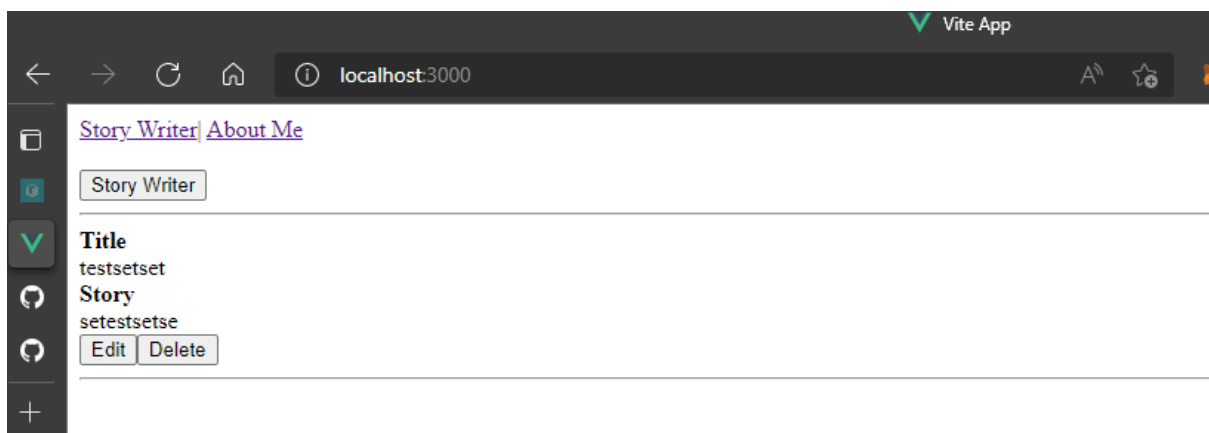 Vite App
localhost:3000
Story Writer| About Me
Story Writer
Title
testsetset
Story
setestsetse
Edit Delete